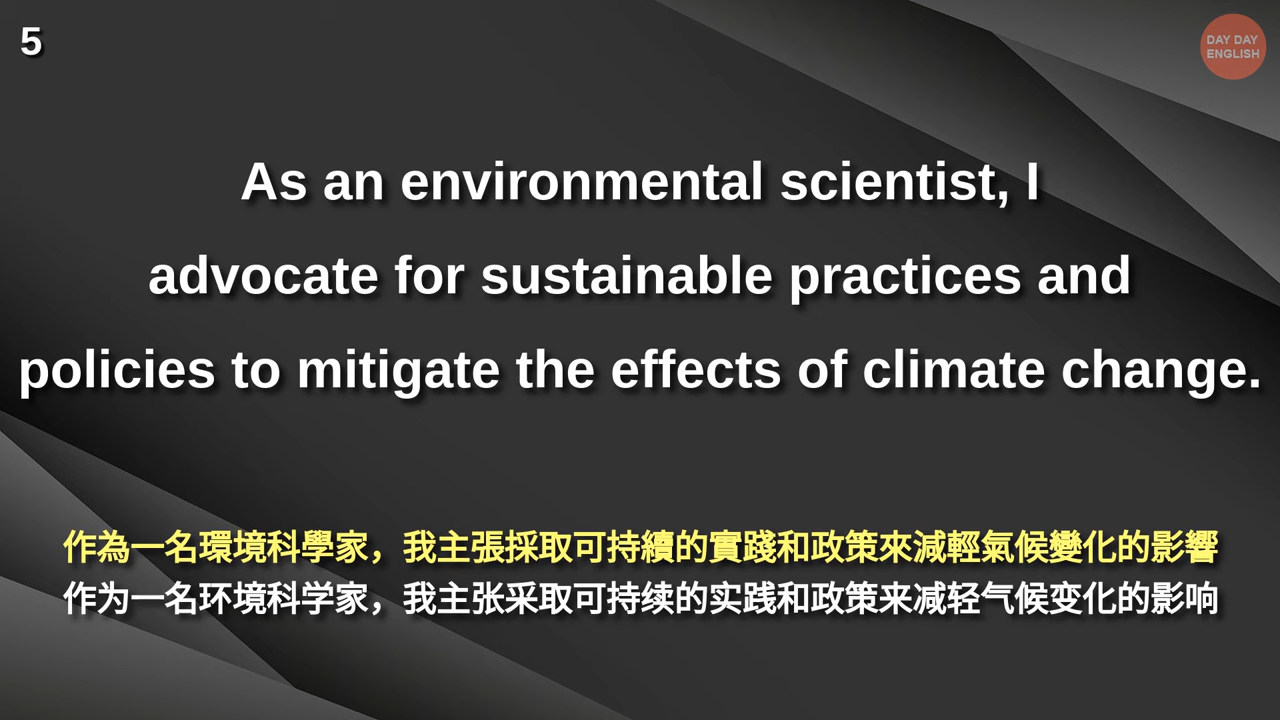 5
DAY DAY
ENGLISH
As an environmental scientist, I
advocate for sustainable practices and
policies to mitigate the effects of climate change.
作為一名環境科學家，我主張採取可持續的實踐和政策來減輕氣候變化的影響
作为一名环境科学家，我主张采取可持续的实践和政策来减轻气候变化的影响